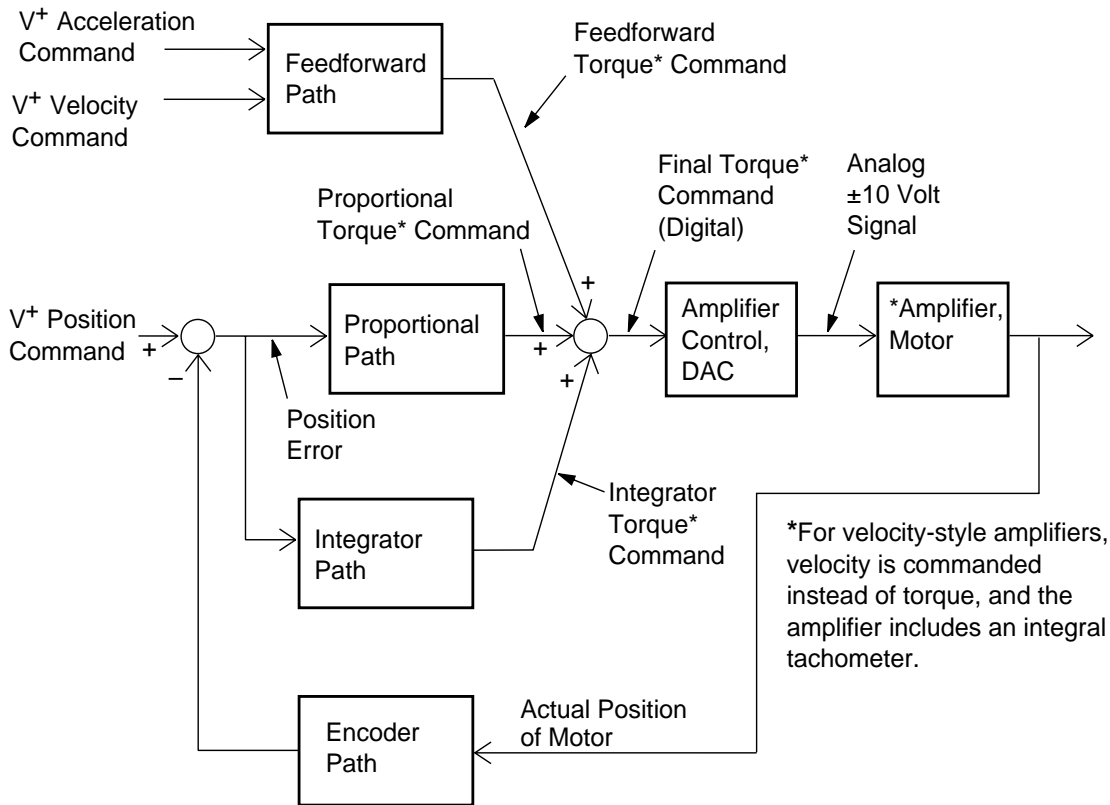 V+ Acceleration
Command
V+ Velocity
Command
Feedforward
Path
Feedforward
Torque* Command
Proportional
Torque* Command
Final Torque*
Command
(Digital)
Analog
±10 Volt
Signal
V+ Position
Command
+
−
Proportional
Path
+
+
+
Amplifier
Control,
DAC
*Amplifier,
Motor
Position
Error
Integrator
Path
Integrator
Torque*
Command
*For velocity-style amplifiers,
velocity is commanded
instead of torque, and the
amplifier includes an integral
tachometer.
Encoder
Path
Actual Position
of Motor